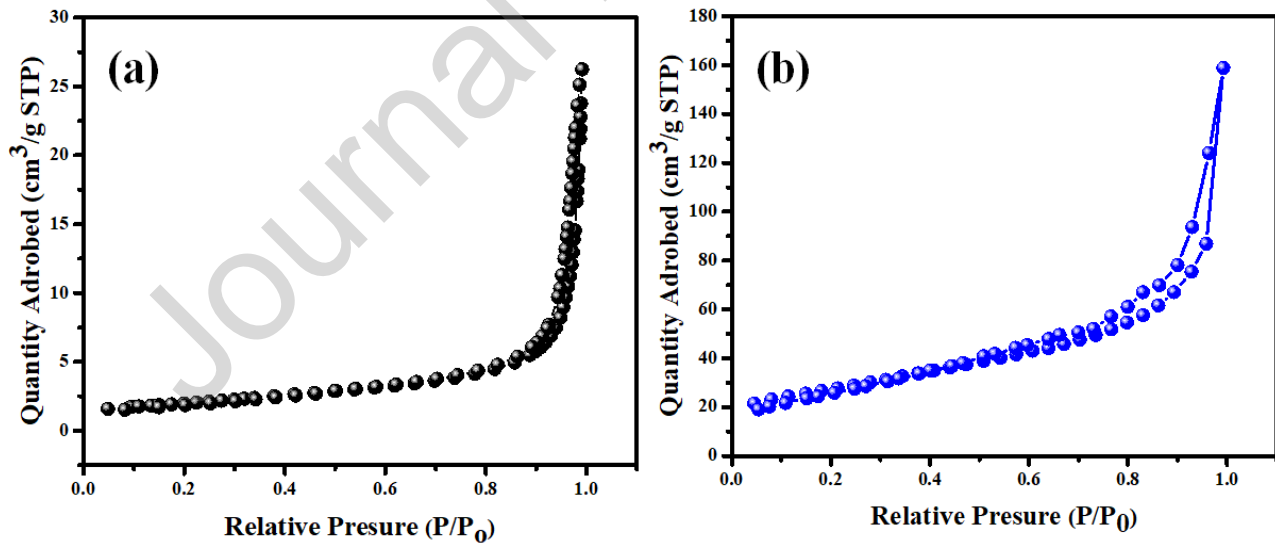 Journal
(a)
Quantity Adrobed (cm³/g STP)
30
25
20
15
10
5
0
0.0 0.2 0.4 0.6 0.8 1.0
Relative Presure (P/Po)
(b)
Quantity Adrobed (cm³/g STP)
180
160
140
120
100
80
60
40
20
0
0.0 0.2 0.4 0.6 0.8 1.0
Relative Presure (P/P0)